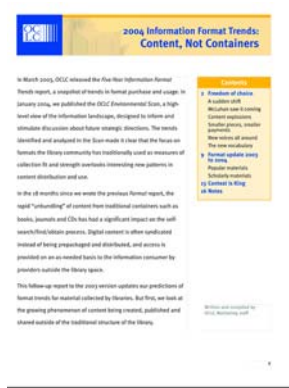 OCLC
2004 Information Format Trends:
Content, Not Containers
In March 2003, OCLC released the Five-Year Information Format
Trends report, a snapshot of trends in format purchase and usage. In
January 2004, we published the OCLC Environmental Scan, a high-
level view of the information landscape, designed to inform and
stimulate discussion about future strategic directions. The trends
identified and analyzed in the Scan made it clear that the focus on
formats the library community has traditionally used as measures of
collection fit and strength overlooks interesting new patterns in
content distribution and use.
In the 18 months since we wrote the previous Format report, the
rapid "unbundling" of content from traditional containers such as
books, journals and CDs has had a significant impact on the self-
search/find/obtain process. Digital content is often syndicated
instead of being prepackaged and distributed, and access is
provided on an as-needed basis to the information consumer by
providers outside the library space.
This follow-up report to the 2003 version updates our predictions of
format trends for material collected by libraries. But first, we look at
the growing phenomenon of content being created, published and
shared outside of the traditional structure of the library.
Contents
Freedom of choice
A sudden shift
McLuhan saw it coming
Content explosions
Smaller pieces, smaller
payments
New voices all around
The new vocabulary
9 Format update 2003
to 2004
Popular materials
Scholarly materials
13 Content is King
16 Notes
Written and compiled by
OCLC Marketing staff